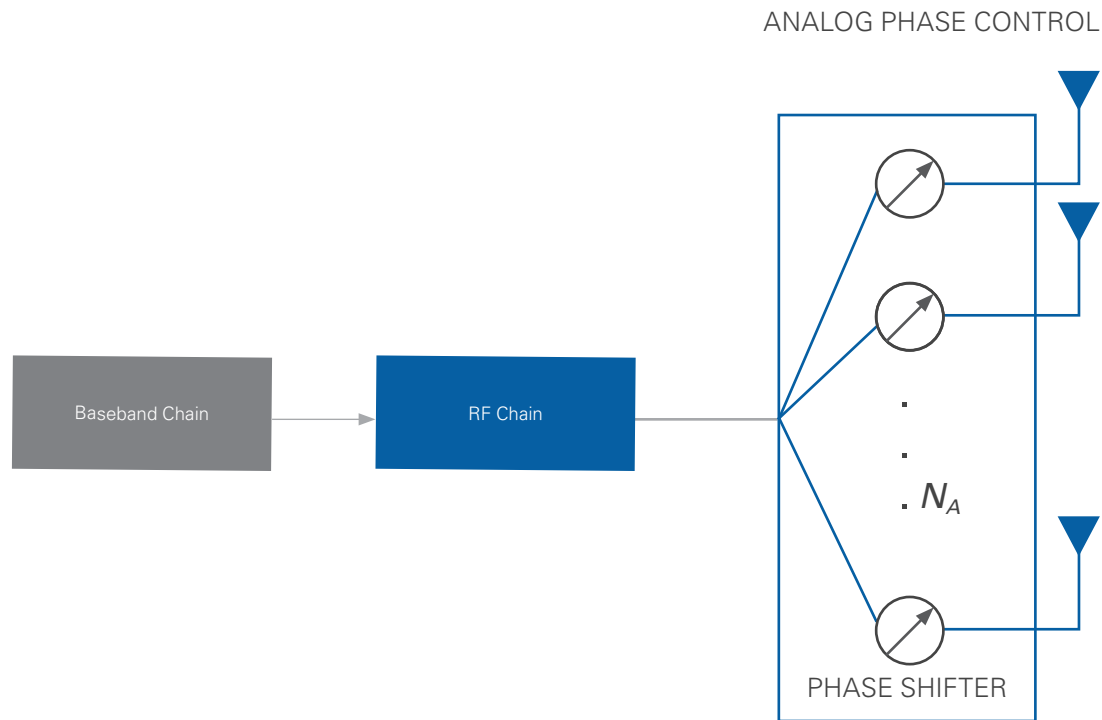 ANALOG PHASE CONTROL
Baseband Chain
RF Chain
N_A
PHASE SHIFTER